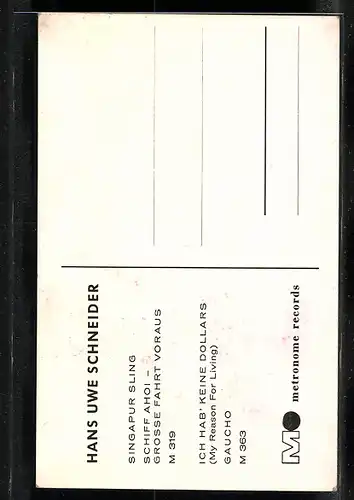 HANS UWE SCHNEIDER
SINGAPUR SLING
SCHIFF AHOI –
GROSSE FAHRT VORAUS
M 319
ICH HAB' KEINE DOLLARS
(My Reason For Living)
GAUCHO
M 363
metronome records